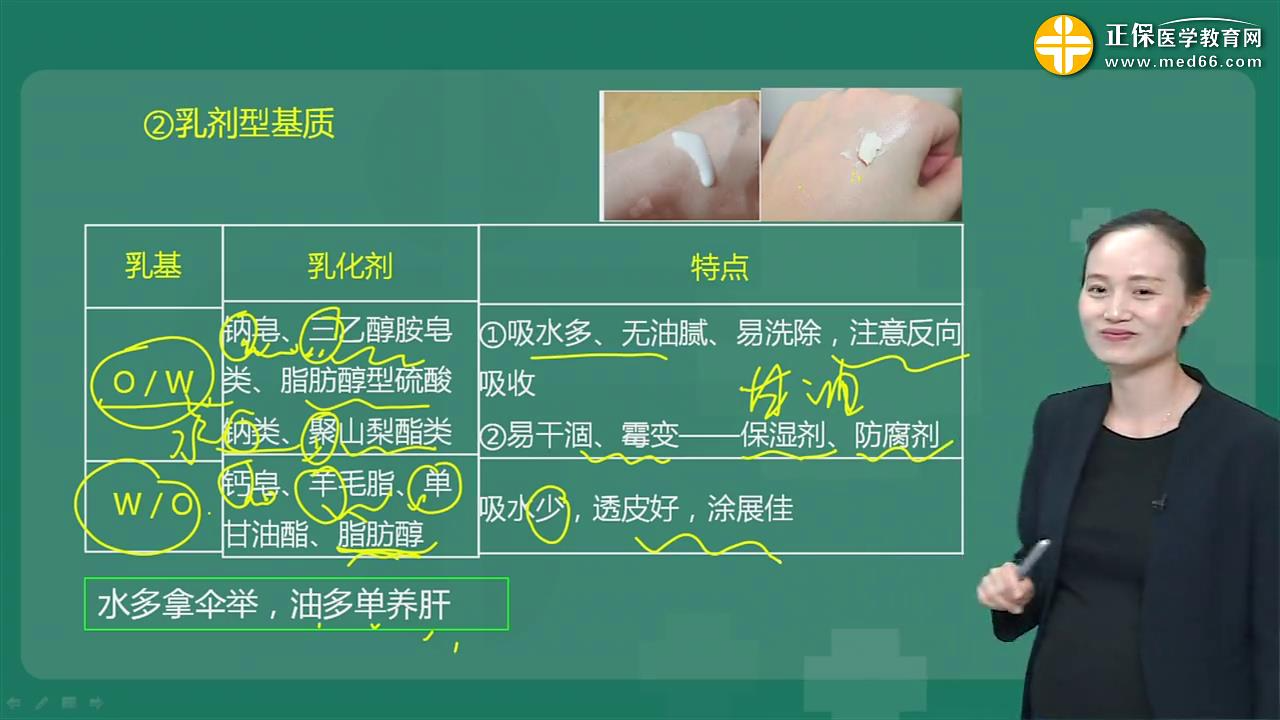 正保医学教育网
www.med66.com
②乳剂型基质
乳基
乳化剂
特点
O/W
钠皂、三乙醇胺皂
类、脂肪醇型硫酸
钠类、聚山梨酯类
①吸水多、无油腻、易洗除，注意反向
吸收
②易干涸、霉变——保湿剂、防腐剂
甘油
水
W/O
钙皂、羊毛脂、单
甘油酯、脂肪醇
吸水少，透皮好，涂展佳
水多拿伞举，油多单养肝